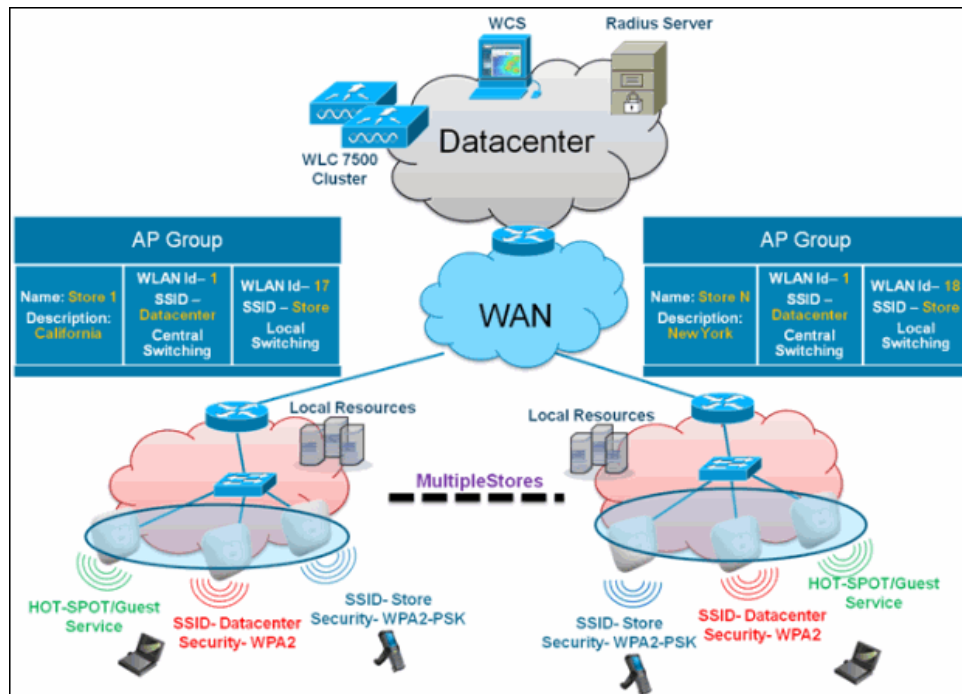 WCS
Radius Server
Datacenter
WLC 7500
Cluster
AP Group
Name: Store 1
Description:
California
WLAN Id– 1
SSID –
Datacenter
Central
Switching
WLAN Id– 17
SSID – Store
Local
Switching
WAN
AP Group
Name: Store N
Description:
New York
WLAN Id– 1
SSID –
Datacenter
Central
Switching
WLAN Id– 18
SSID – Store
Local
Switching
Local Resources
Local Resources
MultipleStores
HOT-SPOT/Guest
Service
SSID- Datacenter
Security- WPA2
SSID- Store
Security- WPA2-PSK
SSID- Store
Security- WPA2-PSK
SSID- Datacenter
Security- WPA2
HOT-SPOT/Guest
Service